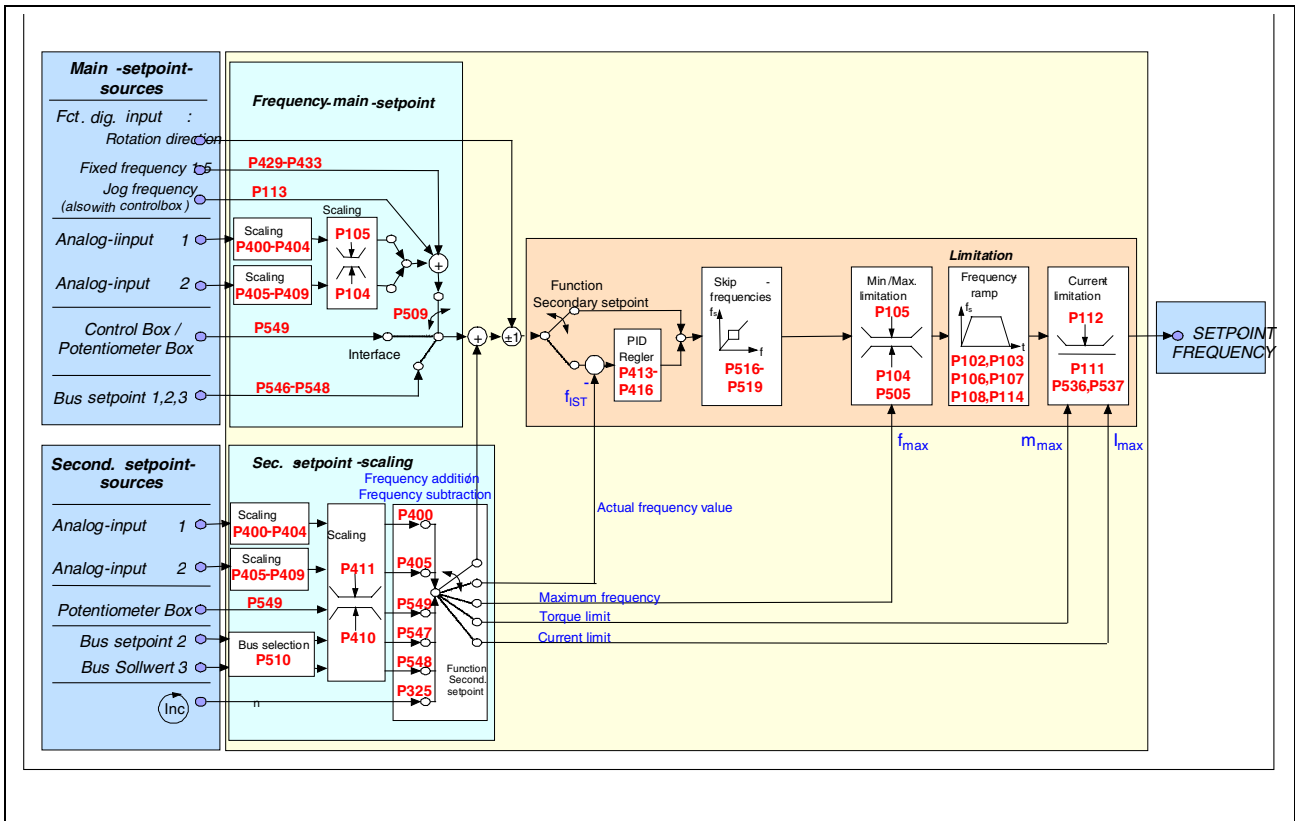 Main -setpoint-
sources
Fct. dig. input :
Rotation direction
Fixed frequency 1-5
Jog frequency
(also with controlbox )
Analog-iinput 1
Analog-input 2
Control Box /
Potentiometer Box
Bus setpoint 1,2,3
Frequency-main -setpoint
P429-P433
P113
Scaling
P400-P404
Scaling
P405-P409
Scaling
P105
P104
P549
P509
Interface
P546-P548
Second. setpoint-
sources
Analog-input 1
Analog-input 2
Potentiometer Box
Bus setpoint 2
Bus Sollwert 3
Inc
Sec. setpoint -scaling
Frequency addition/
Frequency subtraction
Scaling
P400-P404
Scaling
P405-P409
P549
Bus selection
P510
n
Scaling
P411
P410
P400
P405
P549
P547
P548
P325
Function
Second.
setpoint
+
+
±1
Function
Secondary setpoint
-
fIST
PID
Regler
P413-
P416
Skip -
frequencies
fs
f
P516-
P519
Limitation
Min /Max.
limitation
P105
P104
P505
Frequency
ramp
fs
t
P102,P103
P106,P107
P108,P114
Current
limitation
P112
P111
P536,P537
fmax
mmax
Imax
Actual frequency value
Maximum frequency
Torque limit
Current limit
SETPOINT
FREQUENCY